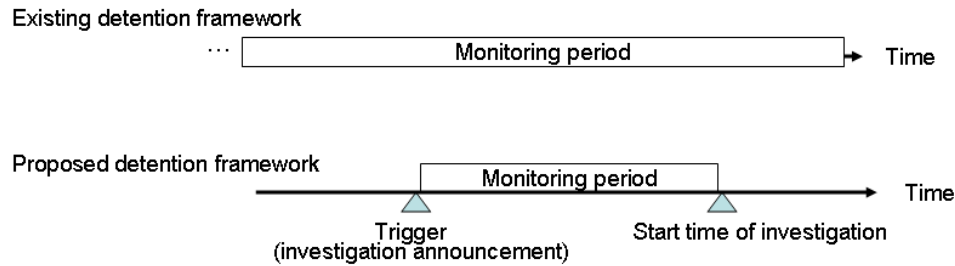 Existing detention framework
... Monitoring period
Time
Proposed detention framework
Monitoring period
Time
Trigger
(investigation announcement)
Start time of investigation